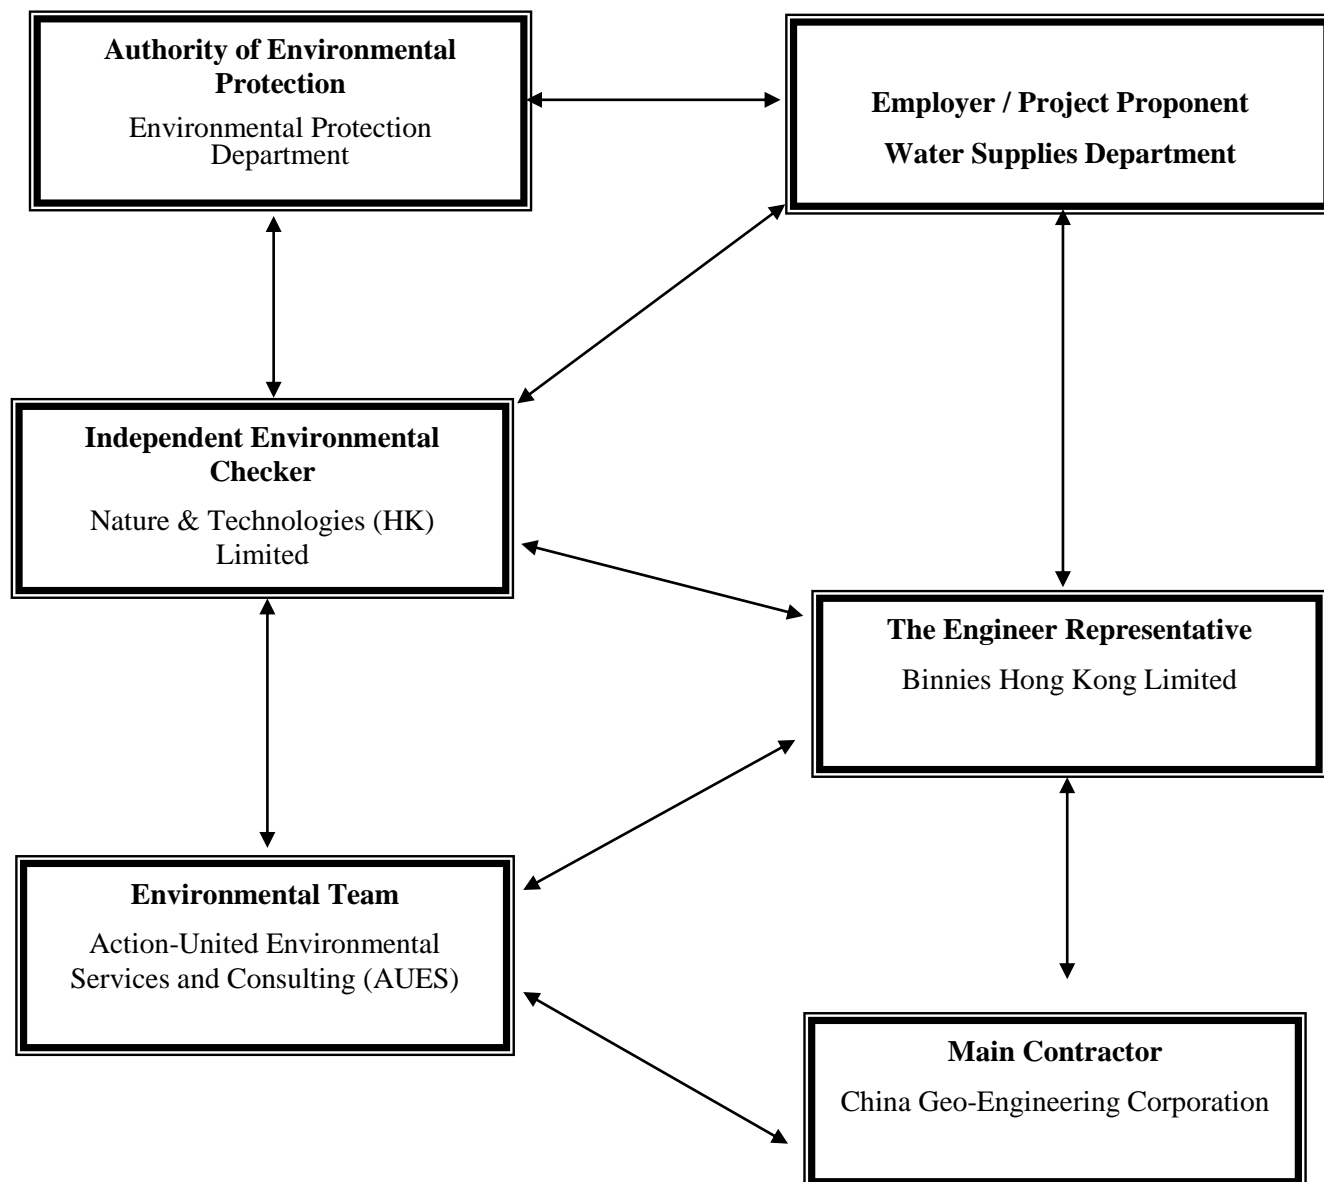 Authority of Environmental
Protection
Environmental Protection
Department
Employer / Project Proponent
Water Supplies Department
Independent Environmental
Checker
Nature & Technologies (HK)
Limited
The Engineer Representative
Binnies Hong Kong Limited
Environmental Team
Action-United Environmental
Services and Consulting (AUES)
Main Contractor
China Geo-Engineering Corporation